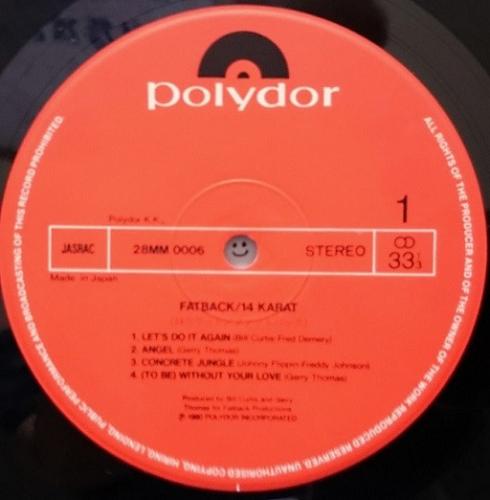 polydor
Polydor K.K.
1
JASRAC
28MM 0006
STEREO
33⅓
Made in Japan
FATBACK/14 KARAT
1. LET'S DO IT AGAIN (Bill Curtis-Fred Demery)
2. ANGEL (Gerry Thomas)
3. CONCRETE JUNGLE (Johnny Flippin-Freddy Johnson)
4. (TO BE) WITHOUT YOUR LOVE (Gerry Thomas)
Produced by Bill Curtis and Gerry
Thomas for Fatback Productions
℗ 1980 POLYDOR INCORPORATED
ALL RIGHTS OF THE PRODUCER AND OF THE OWNER OF THE WORK REPRODUCED RESERVED. UNAUTHORISED COPYING, HIRING, LENDING, PUBLIC PERFORMANCE AND BROADCASTING OF THIS RECORD PROHIBITED.